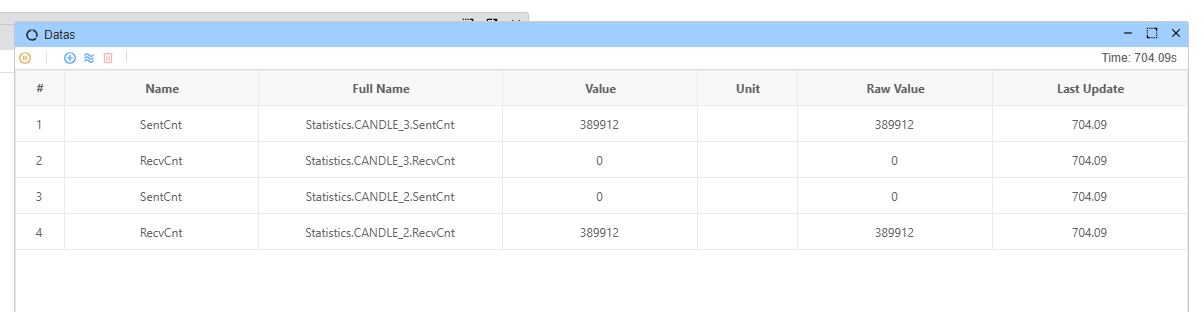 Datas
Time: 704.09s
# Name Full Name Value Unit Raw Value Last Update
1 SentCnt Statistics.CANDLE_3.SentCnt 389912 389912 704.09
2 RecvCnt Statistics.CANDLE_3.RecvCnt 0 0 704.09
3 SentCnt Statistics.CANDLE_2.SentCnt 0 0 704.09
4 RecvCnt Statistics.CANDLE_2.RecvCnt 389912 389912 704.09